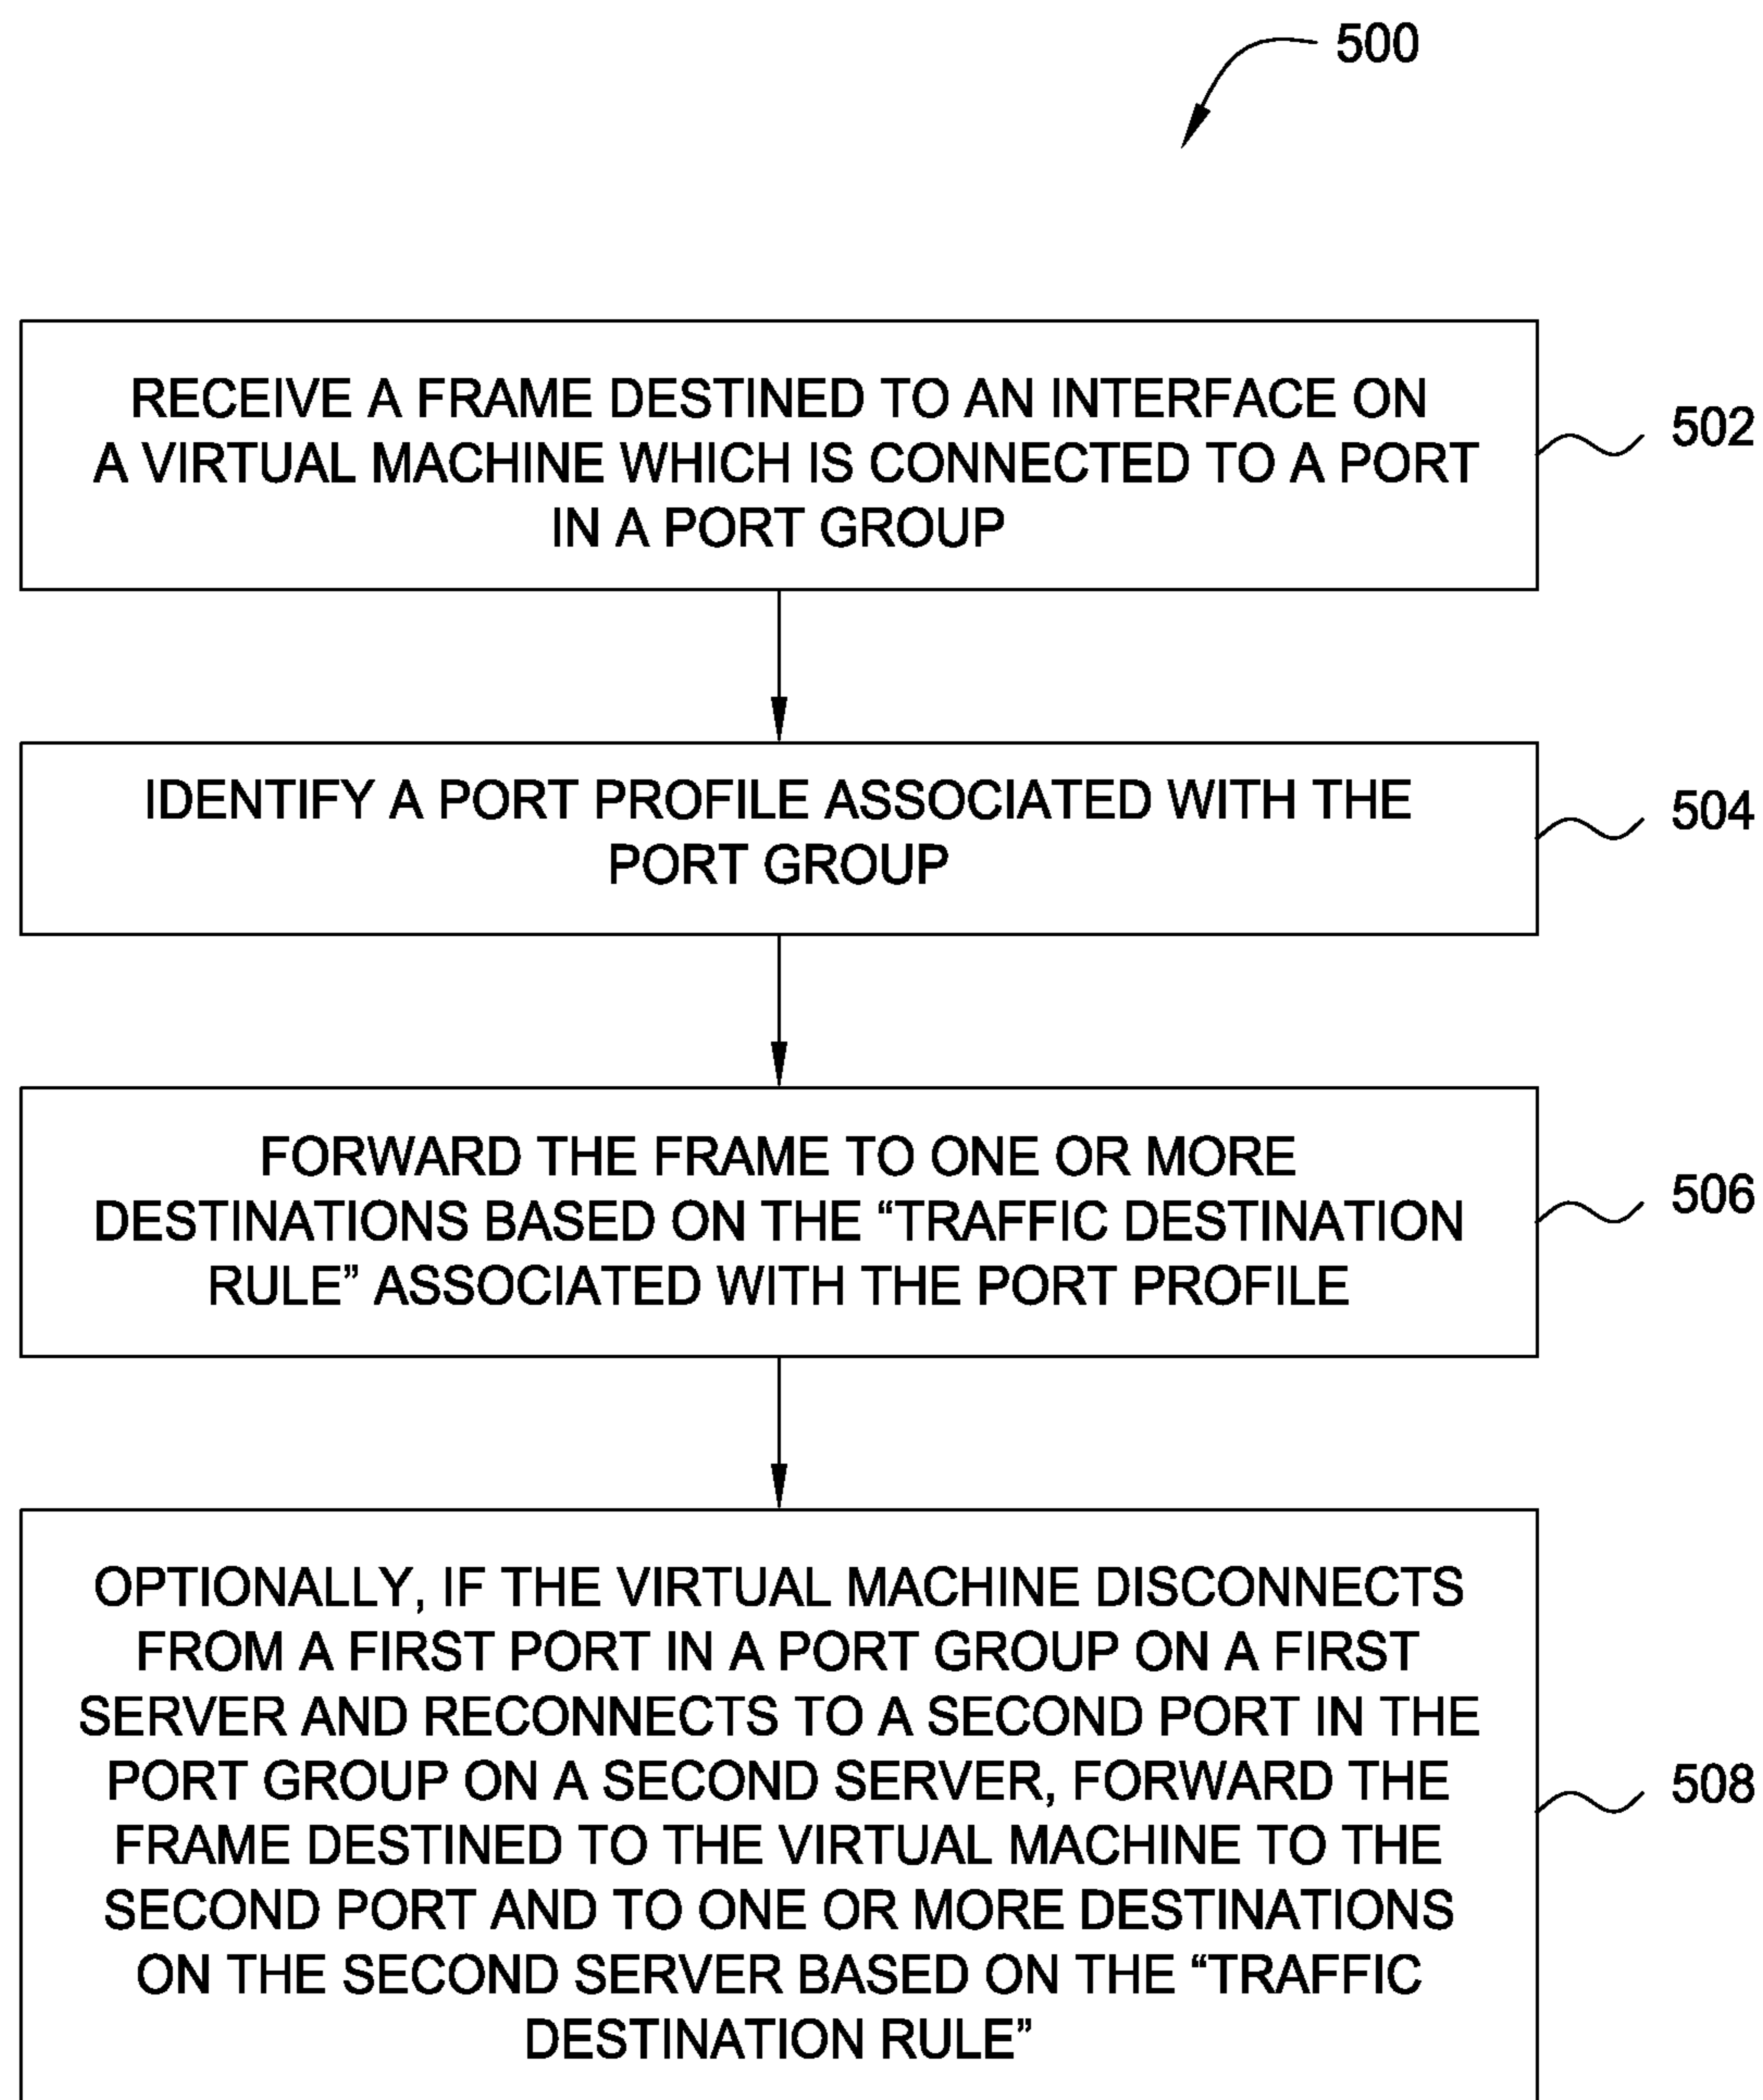 500
RECEIVE A FRAME DESTINED TO AN INTERFACE ON
A VIRTUAL MACHINE WHICH IS CONNECTED TO A PORT
IN A PORT GROUP
502
IDENTIFY A PORT PROFILE ASSOCIATED WITH THE
PORT GROUP
504
FORWARD THE FRAME TO ONE OR MORE
DESTINATIONS BASED ON THE “TRAFFIC DESTINATION
RULE” ASSOCIATED WITH THE PORT PROFILE
506
OPTIONALLY, IF THE VIRTUAL MACHINE DISCONNECTS
FROM A FIRST PORT IN A PORT GROUP ON A FIRST
SERVER AND RECONNECTS TO A SECOND PORT IN THE
PORT GROUP ON A SECOND SERVER, FORWARD THE
FRAME DESTINED TO THE VIRTUAL MACHINE TO THE
SECOND PORT AND TO ONE OR MORE DESTINATIONS
ON THE SECOND SERVER BASED ON THE “TRAFFIC
DESTINATION RULE”
508